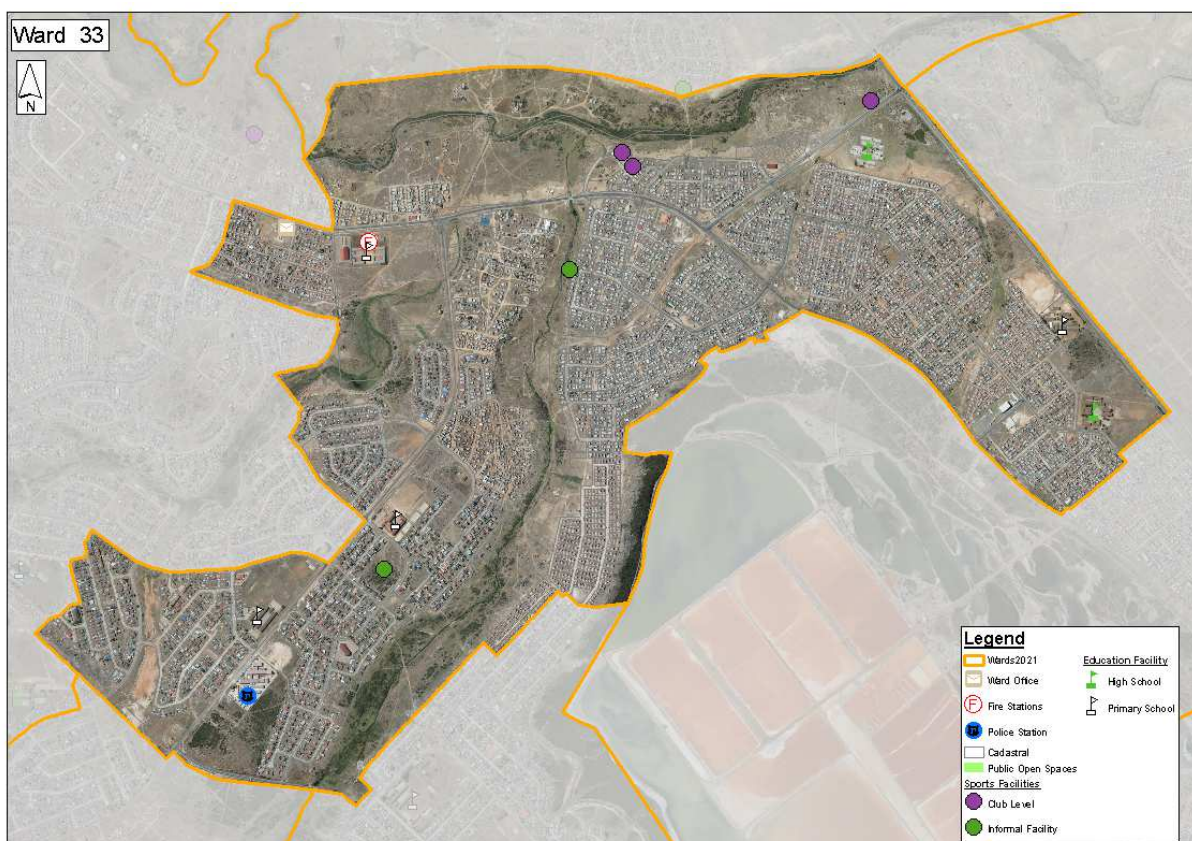 Ward 33
N
F
Legend
Wards2021
Ward Office
F Fire Stations
Police Station
Cadastral
Public Open Spaces
Sports Facilities
Club Level
Informal Facility
Education Facility
High School
Primary School